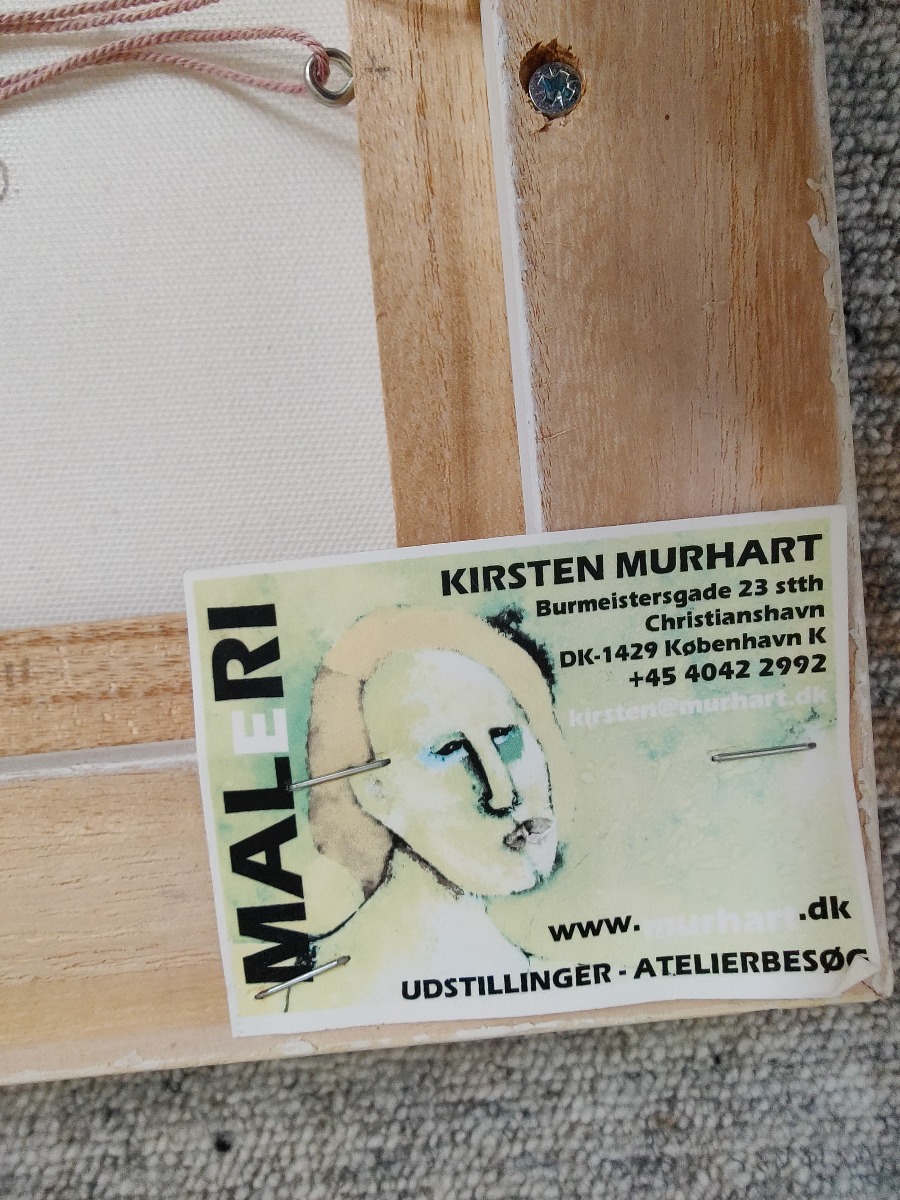 KIRSTEN MURHART
Burmeistersgade 23 stth
Christianshavn
DK-1429 København K
+45 4042 2992
kirsten@murhart.dk
MALERI
www.murhart.dk
UDSTILLINGER - ATELIERBESØG